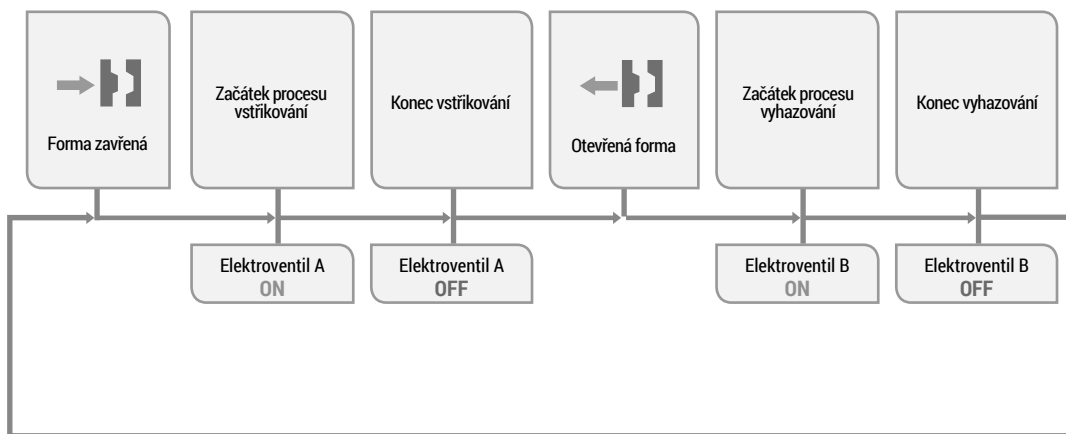 Forma zavřená
Začátek procesu
vstřikování
Konec vstřikování
Otevřená forma
Začátek procesu
vyhazování
Konec vyhazování
Elektroventil A
ON
Elektroventil A
OFF
Elektroventil B
ON
Elektroventil B
OFF